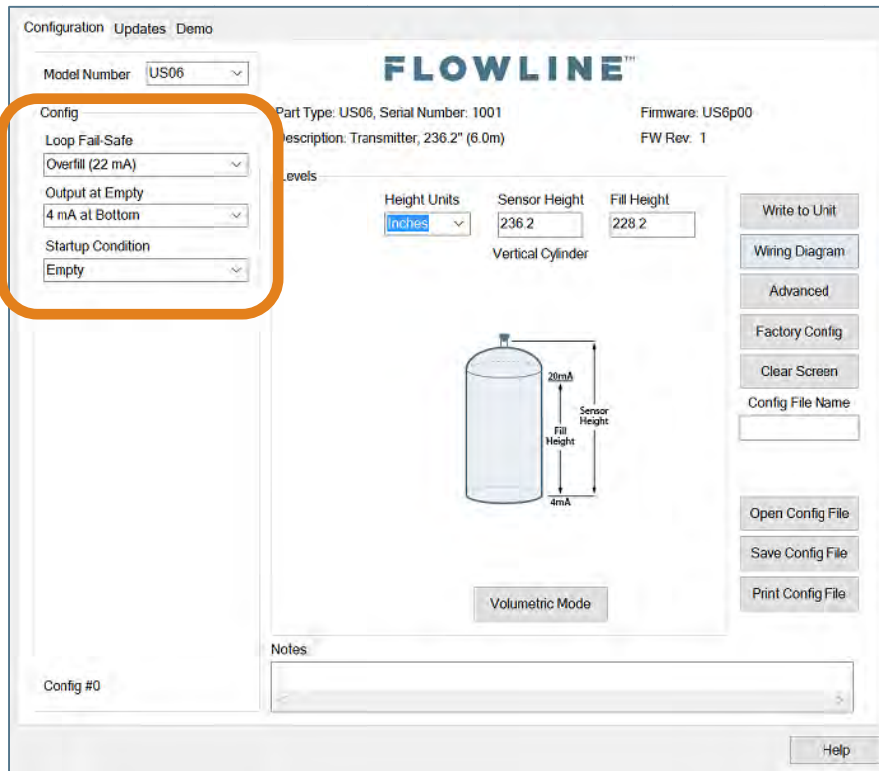 Configuration Updates Demo
Model Number US06
FLOWLINE™
Config
Part Type: US06, Serial Number: 1001
Firmware: US6p00
Description: Transmitter, 236.2" (6.0m)
FW Rev: 1
Loop Fail-Safe
Overfill (22 mA)
Output at Empty
4 mA at Bottom
Startup Condition
Empty
Levels
Height Units
Sensor Height
Fill Height
Inches
236.2
228.2
Vertical Cylinder
20mA
Sensor
Height
Fill
Height
4mA
Volumetric Mode
Write to Unit
Wiring Diagram
Advanced
Factory Config
Clear Screen
Config File Name
Open Config File
Save Config File
Print Config File
Notes
Config #0
Help